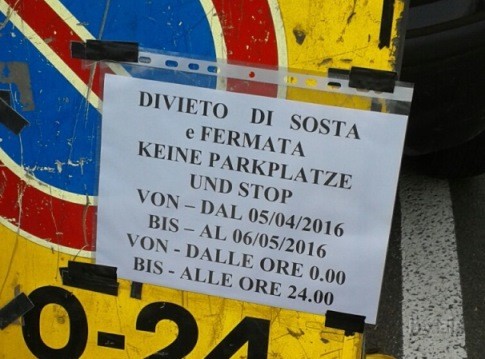 DIVIETO DI SOSTA
e FERMATA
KEINE PARKPLATZE
UND STOP
VON – DAL 05/04/2016
BIS – AL 06/05/2016
VON - DALLE ORE 0.00
BIS - ALLE ORE 24.00
0-24